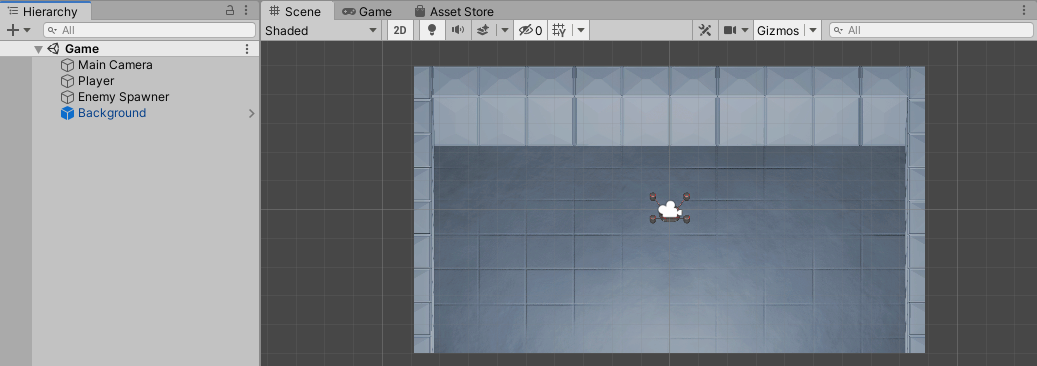 Hierarchy
All
Game
Main Camera
Player
Enemy Spawner
Background
Scene Game Asset Store
Shaded 2D 0 Gizmos All